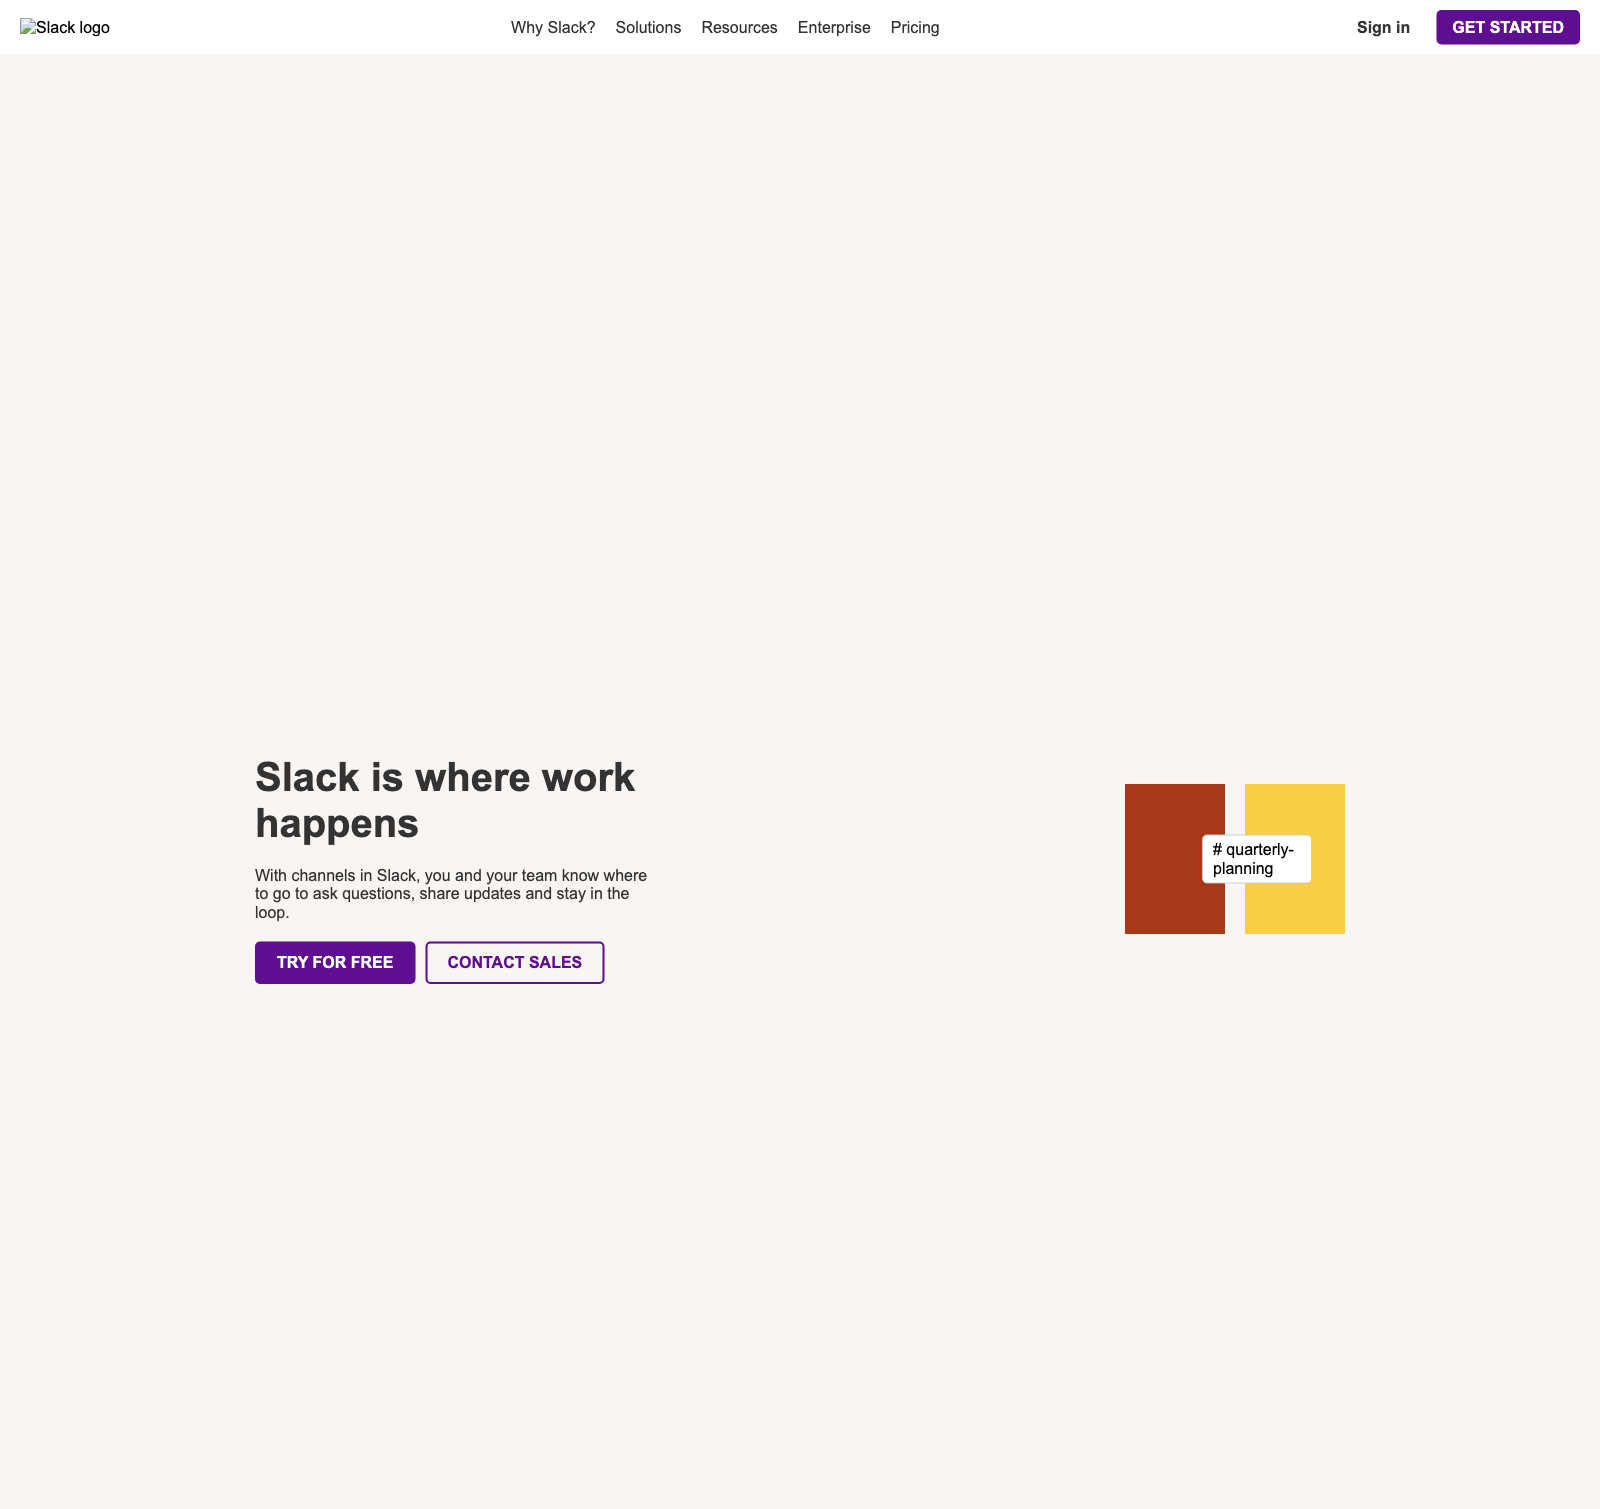 Slack logo
Why Slack? Solutions Resources Enterprise Pricing
Sign in GET STARTED
Slack is where work
happens
With channels in Slack, you and your team know where
to go to ask questions, share updates and stay in the
loop.
TRY FOR FREE CONTACT SALES
# quarterly-
planning